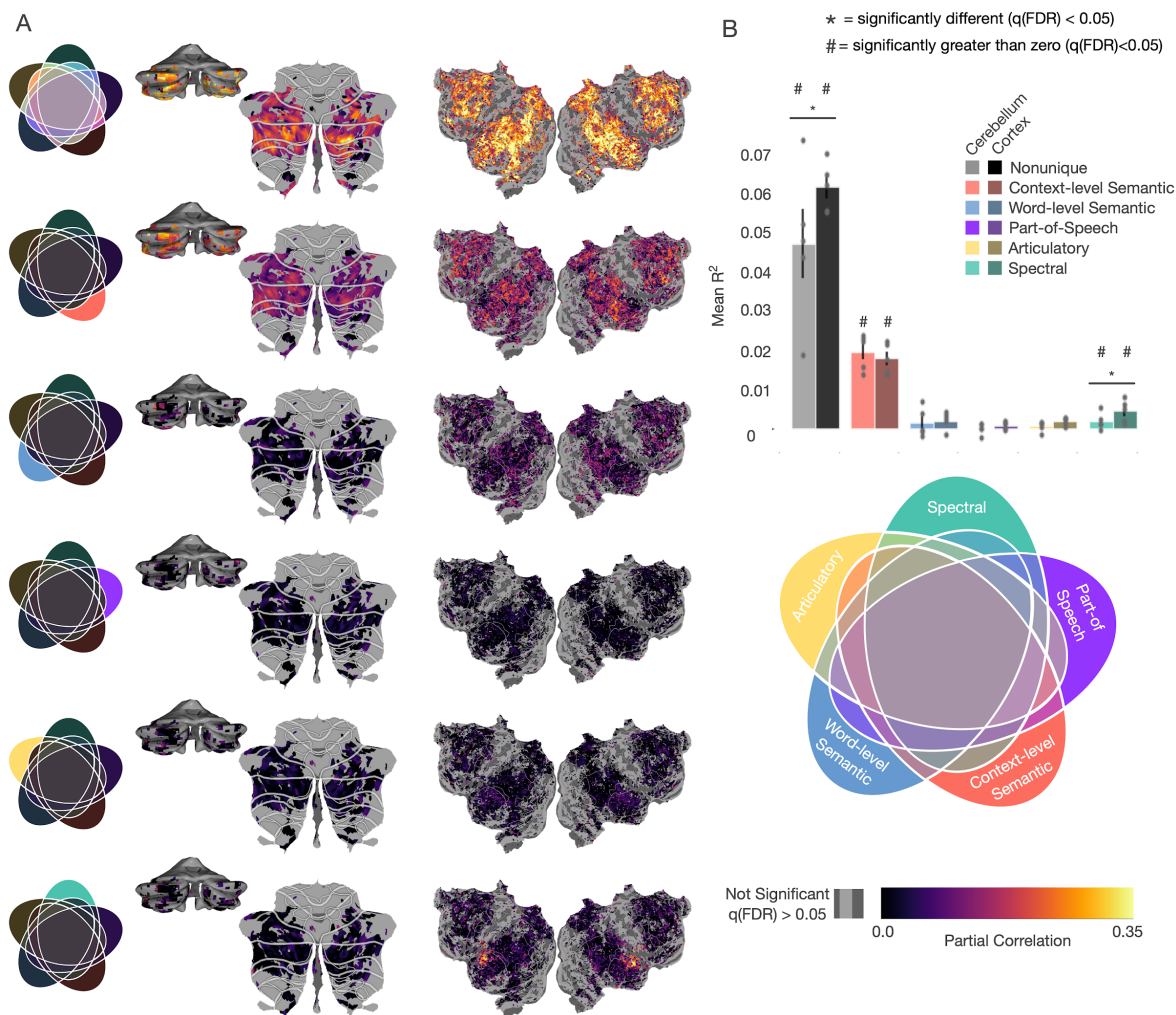 A
B
* = significantly different (q(FDR) < 0.05)
# = significantly greater than zero (q(FDR)<0.05)
# #
*
Cerebellum
Cortex
Nonunique
Context-level Semantic
Word-level Semantic
Part-of-Speech
Articulatory
Spectral
Mean R²
0.07
0.06
0.05
0.04
0.03
0.02
0.01
0
# #
# #
*
Spectral
Articulatory
Part-of
Speech
Word-level
Semantic
Context-level
Semantic
Not Significant
q(FDR) > 0.05
0.0
0.35
Partial Correlation